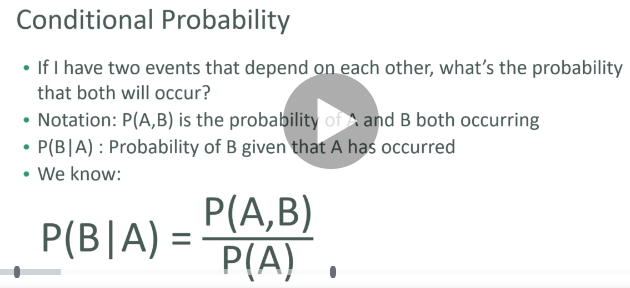 Conditional Probability
• If I have two events that depend on each other, what's the probability
that both will occur?
• Notation: P(A,B) is the probability of A and B both occurring
• P(B|A) : Probability of B given that A has occurred
• We know:
P(B|A) = P(A,B)
P(A)